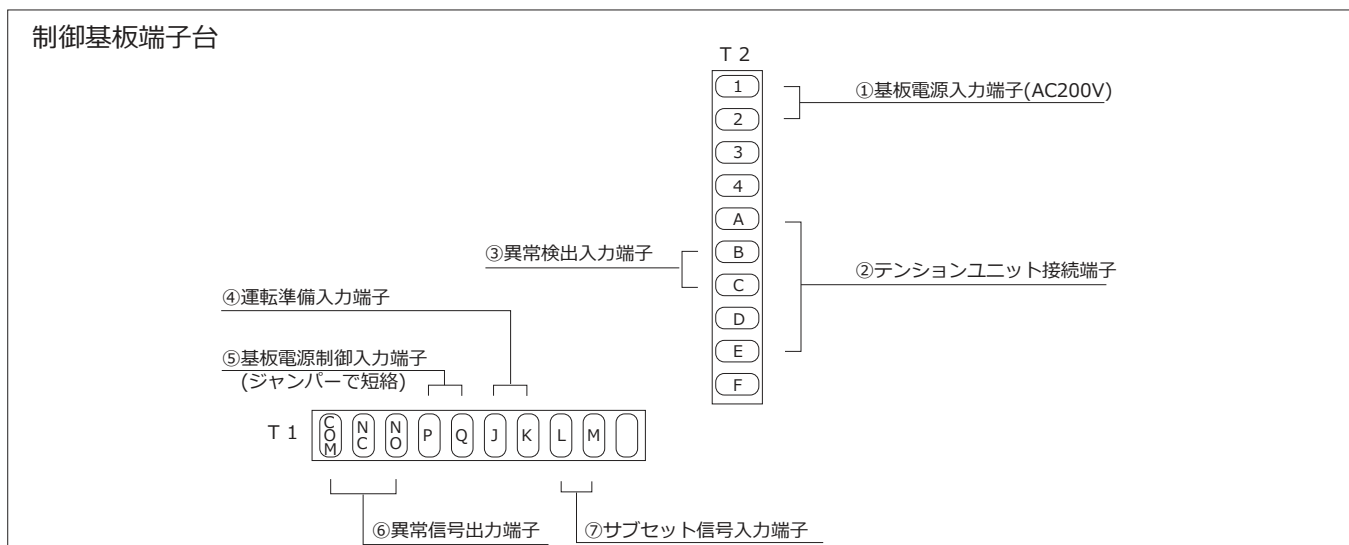 制御基板端子台
T 2
1
①基板電源入力端子(AC200V)
2
3
4
A
③異常検出入力端子
B
②テンションユニット接続端子
C
④運転準備入力端子
D
⑤基板電源制御入力端子
E
(ジャンパーで短絡)
F
T 1
COM
NC
NO
P
Q
J
K
L
M
⑥異常信号出力端子
⑦サブセット信号入力端子